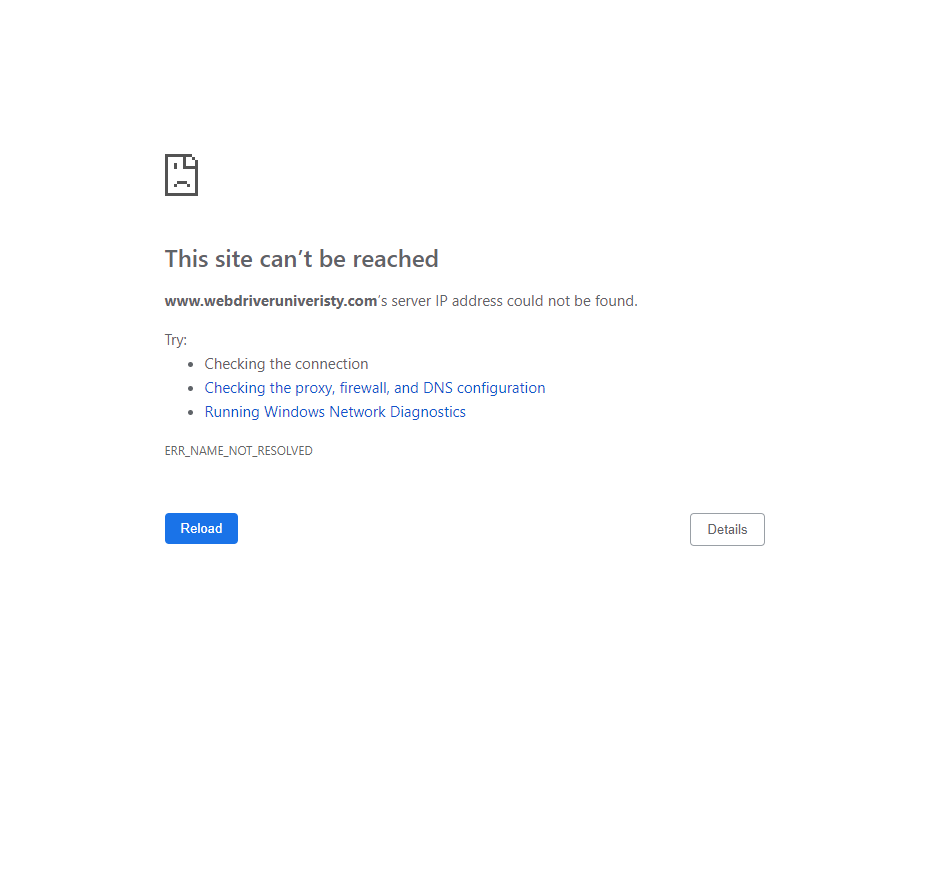 This site can’t be reached
www.webdriveruniveristy.com’s server IP address could not be found.
Try:
• Checking the connection
• Checking the proxy, firewall, and DNS configuration
• Running Windows Network Diagnostics
ERR_NAME_NOT_RESOLVED
Reload
Details